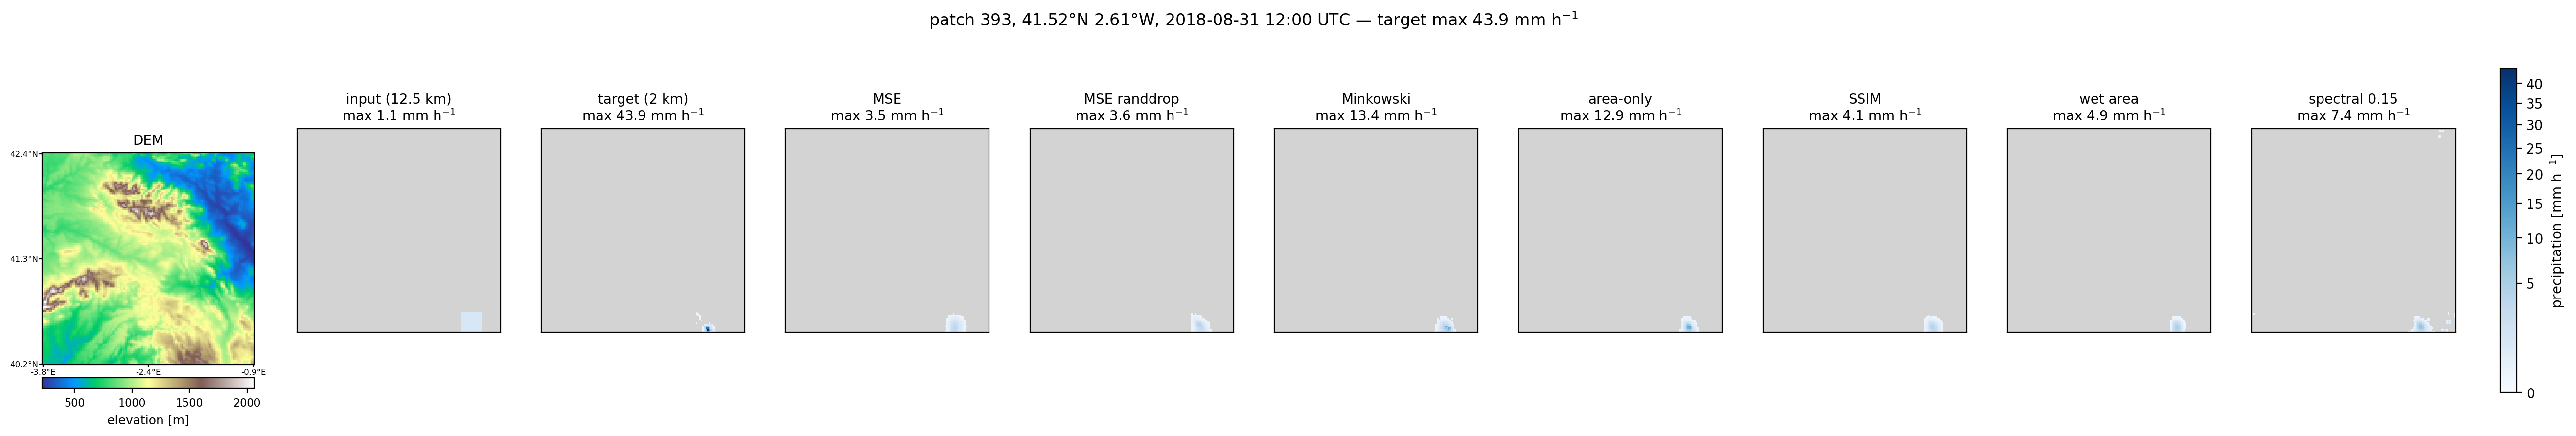 patch 393, 41.52°N 2.61°W, 2018-08-31 12:00 UTC — target max 43.9 mm h⁻¹
DEM
42.4°N
41.3°N
40.2°N
-3.8°E
-2.4°E
-0.9°E
500
1000
1500
2000
elevation [m]
input (12.5 km)
max 1.1 mm h⁻¹
target (2 km)
max 43.9 mm h⁻¹
MSE
max 3.5 mm h⁻¹
MSE randdrop
max 3.6 mm h⁻¹
Minkowski
max 13.4 mm h⁻¹
area-only
max 12.9 mm h⁻¹
SSIM
max 4.1 mm h⁻¹
wet area
max 4.9 mm h⁻¹
spectral 0.15
max 7.4 mm h⁻¹
40
35
30
25
20
15
10
5
0
precipitation [mm h⁻¹]